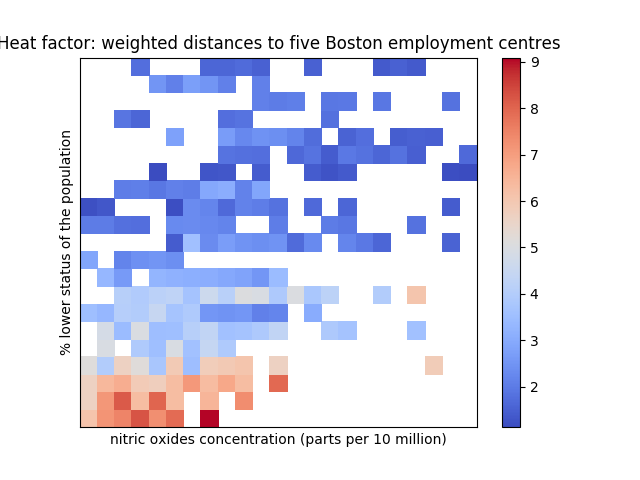 Heat factor: weighted distances to five Boston employment centres
% lower status of the population
nitric oxides concentration (parts per 10 million)
9
8
7
6
5
4
3
2